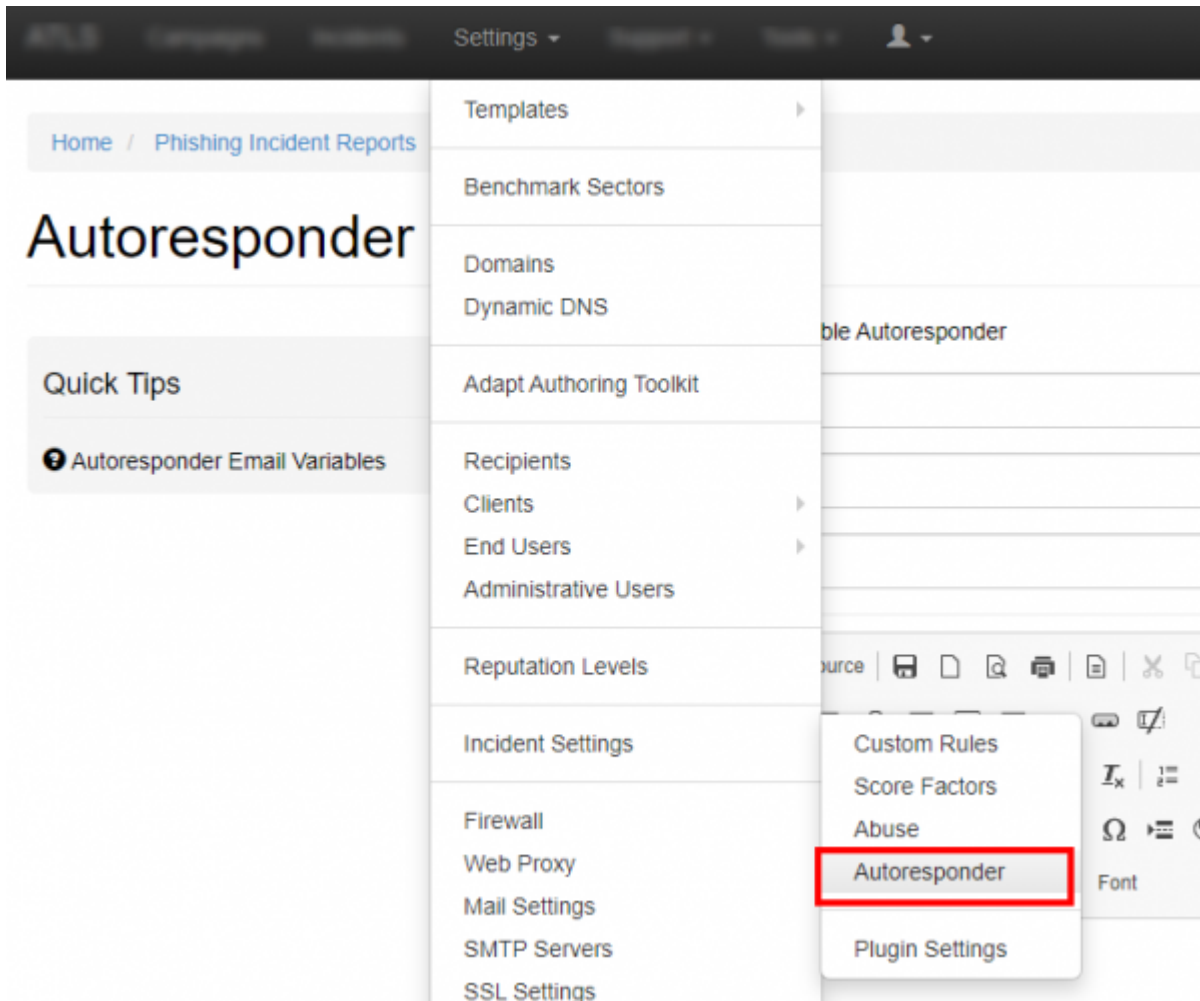 Settings
Home / Phishing Incident Reports
Autoresponder
Quick Tips
Autoresponder Email Variables
Templates
Benchmark Sectors
Domains
Dynamic DNS
Adapt Authoring Toolkit
Recipients
Clients
End Users
Administrative Users
Reputation Levels
Incident Settings
Firewall
Web Proxy
Mail Settings
SMTP Servers
SSL Settings
Custom Rules
Score Factors
Abuse
Autoresponder
Plugin Settings
ble Autoresponder
ource
Font